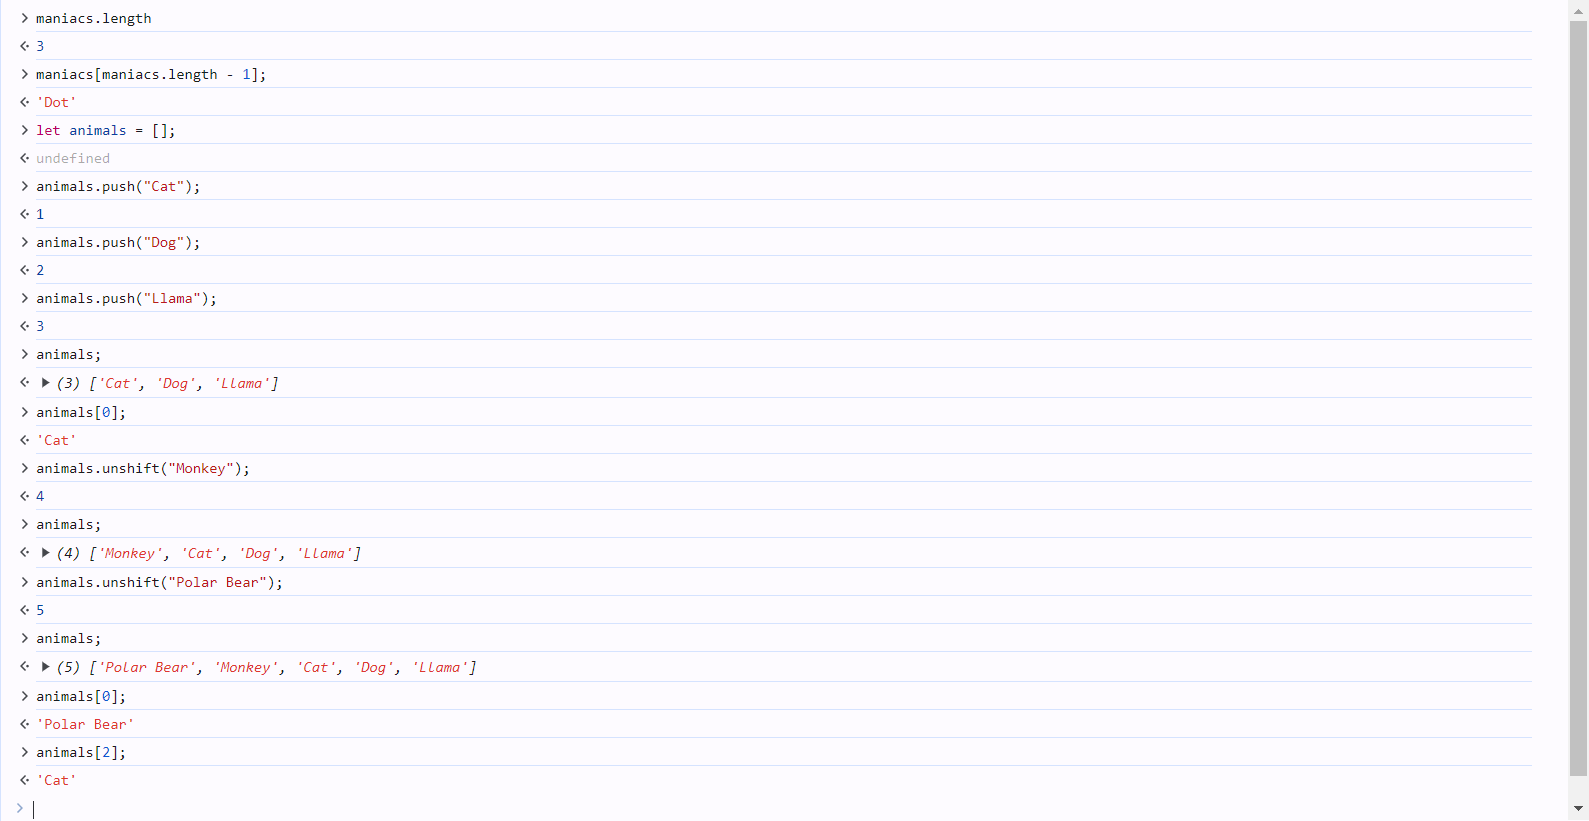 maniacs.length
3
maniacs[maniacs.length - 1];
'Dot'
let animals = [];
undefined
animals.push("Cat");
1
animals.push("Dog");
2
animals.push("Llama");
3
animals;
(3) ['Cat', 'Dog', 'Llama']
animals[0];
'Cat'
animals.unshift("Monkey");
4
animals;
(4) ['Monkey', 'Cat', 'Dog', 'Llama']
animals.unshift("Polar Bear");
5
animals;
(5) ['Polar Bear', 'Monkey', 'Cat', 'Dog', 'Llama']
animals[0];
'Polar Bear'
animals[2];
'Cat'